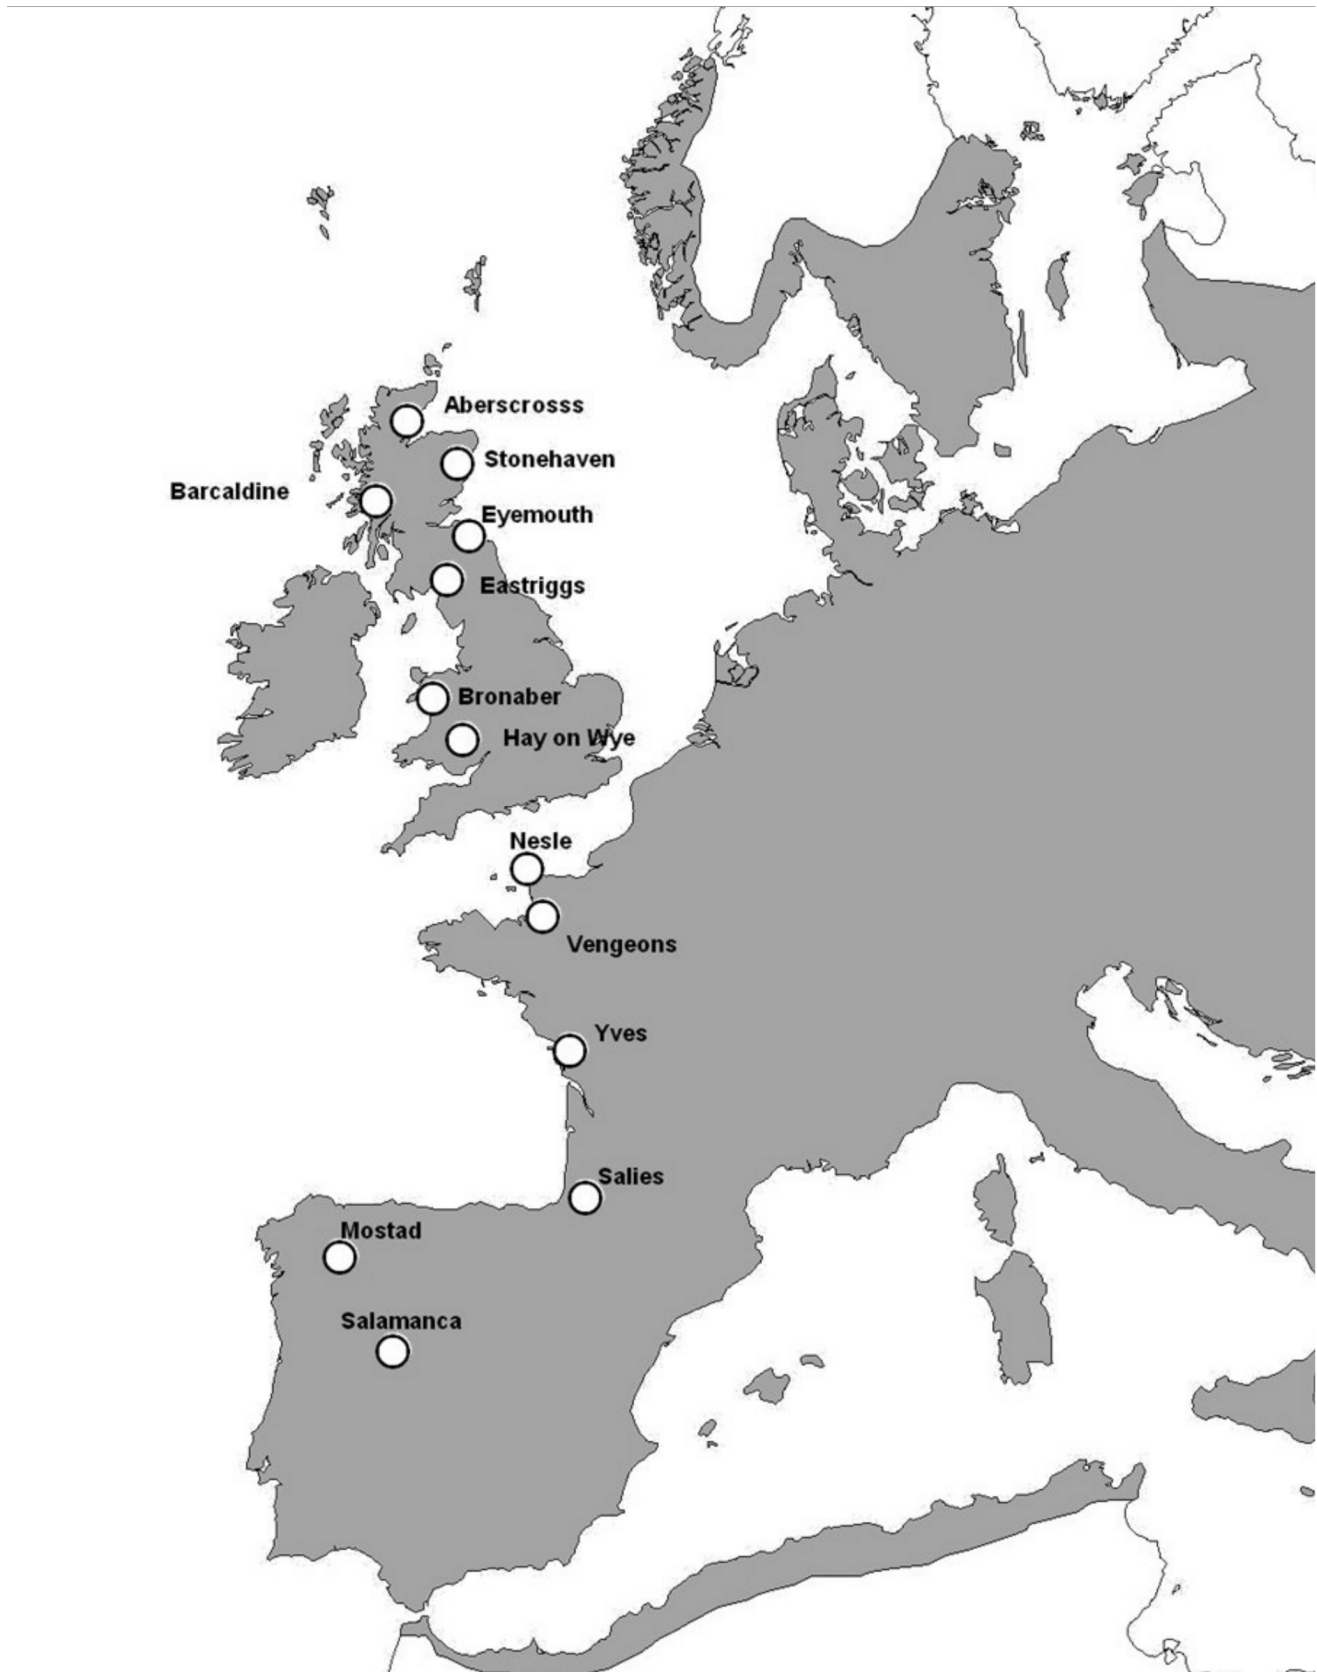 Aberscrosss
Stonehaven
Barcaldine
Eyemouth
Eastriggs
Bronaber
Hay on Wye
Nesle
Vengeons
Yves
Salies
Mostad
Salamanca